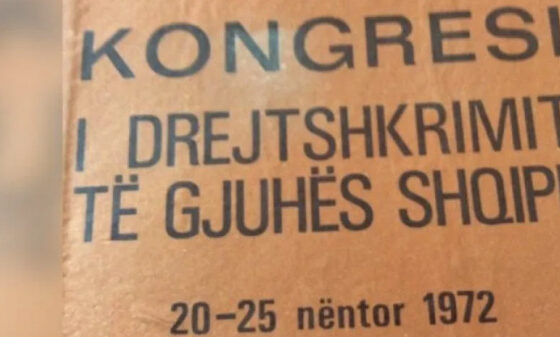 KONGRESI
I DREJTSHKRIMIT
TË GJUHËS SHQIP
20–25 nëntor 1972